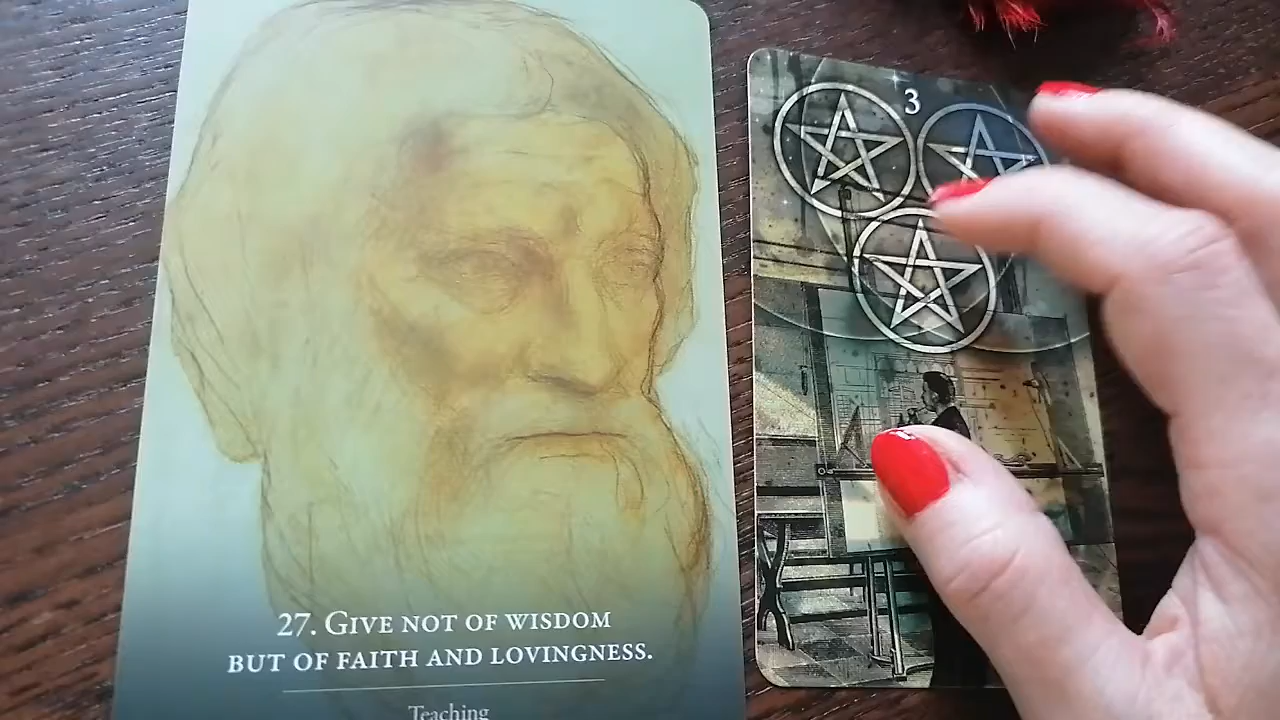 27. Give not of wisdom
but of faith and lovingness.
Teaching
3